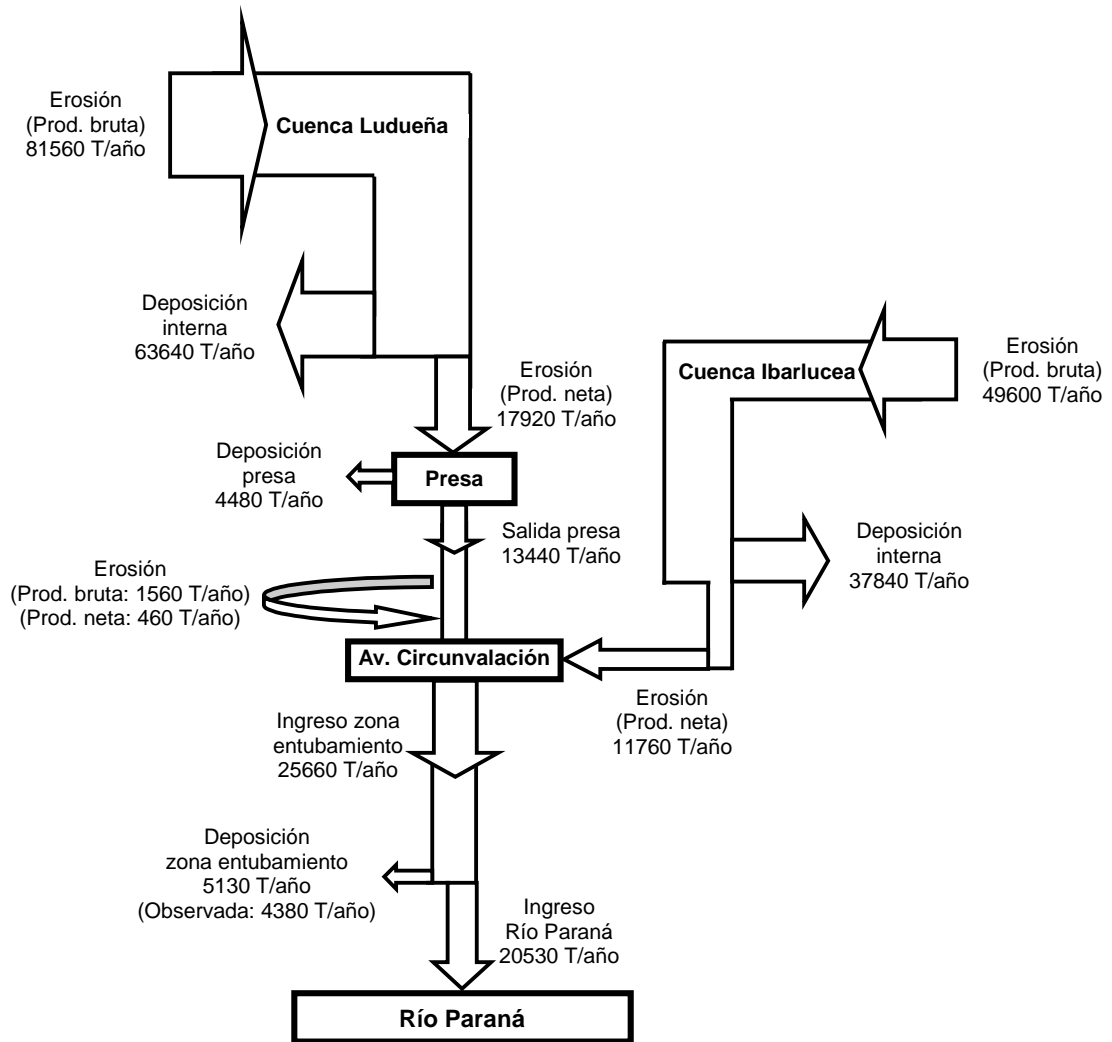 Erosión
(Prod. bruta)
81560 T/año
Cuenca Ludueña
Deposición
interna
63640 T/año
Erosión
(Prod. neta)
17920 T/año
Cuenca Ibarlucea
Erosión
(Prod. bruta)
49600 T/año
Deposición
presa
4480 T/año
Presa
Salida presa
13440 T/año
Deposición
interna
37840 T/año
Erosión
(Prod. bruta: 1560 T/año)
(Prod. neta: 460 T/año)
Av. Circunvalación
Erosión
(Prod. neta)
11760 T/año
Ingreso zona
entubamiento
25660 T/año
Deposición
zona entubamiento
5130 T/año
(Observada: 4380 T/año)
Ingreso
Río Paraná
20530 T/año
Río Paraná